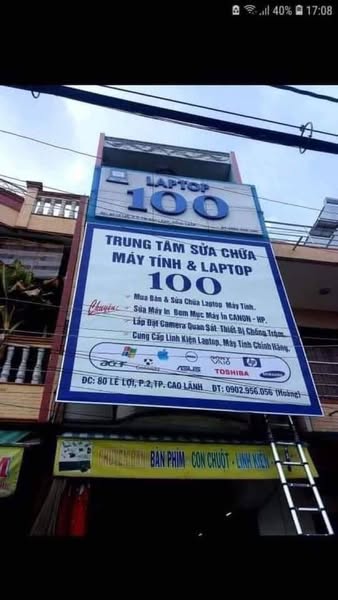 40% 17:08
LAPTOP
100
TRUNG TÂM SỬA CHỮA
MÁY TÍNH & LAPTOP
100
Chuyên:
Mua Bán & Sửa Chữa Laptop Máy Tính.
Sửa Máy In Bơm Mực Máy In CANON - HP.
Lắp Đặt Camera Quan Sát- Thiết Bị Chống Trộm.
Cung Cấp Linh Kiện Laptop, Máy Tính Chính Hãng.
DELL VAIO hp
acer ASUS TOSHIBA SAMSUNG
ĐC: 80 LÊ LỢI, P.2, TP. CAO LÃNH ĐT: 0902.956.056 (Hoàng)
BÀN PHÍM CON CHUỘT - LINH KIỆN